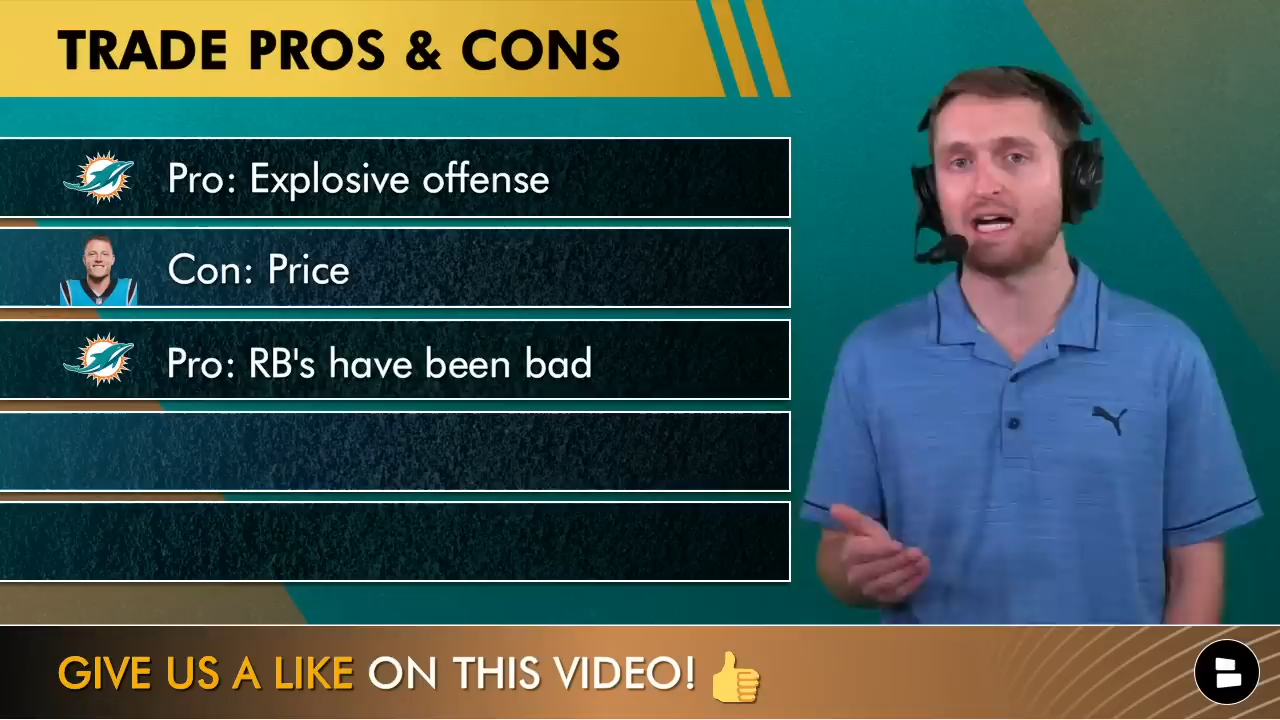 TRADE PROS & CONS
Pro: Explosive offense
Con: Price
Pro: RB's have been bad
GIVE US A LIKE ON THIS VIDEO!